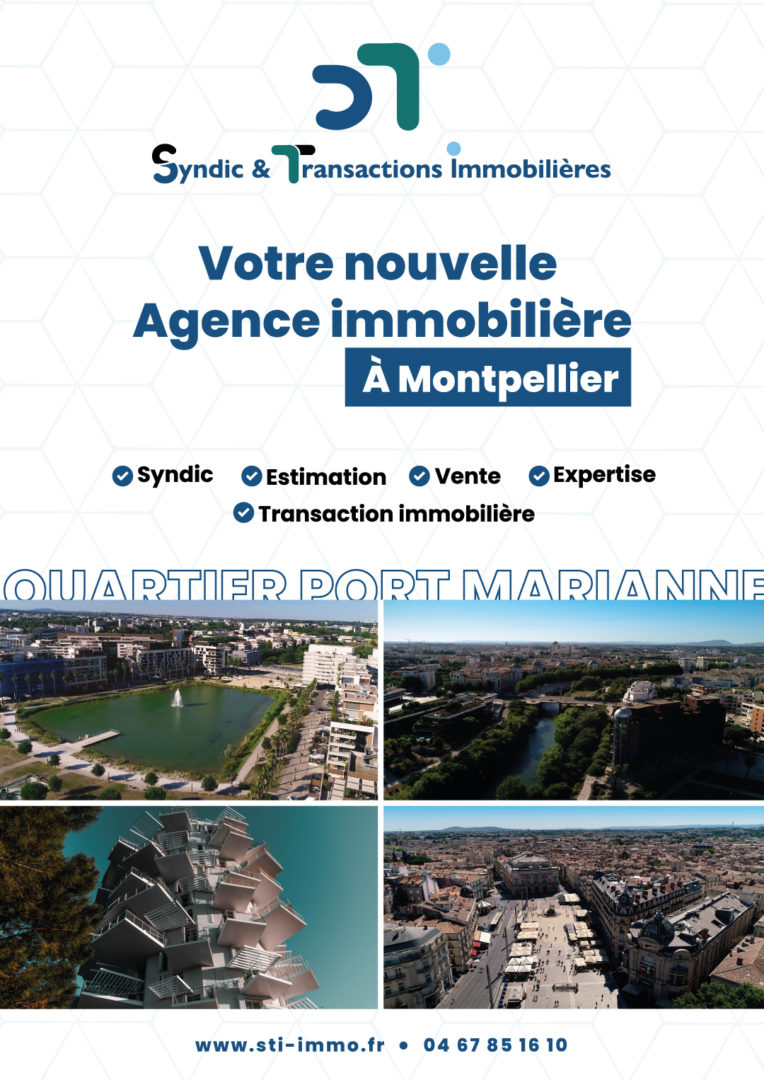 Syndic & Transactions Immobilières
Votre nouvelle
Agence immobilière
À Montpellier
Syndic Estimation Vente Expertise
Transaction immobilière
QUARTIER PORT MARIANNE
www.sti-immo.fr • 04 67 85 16 10